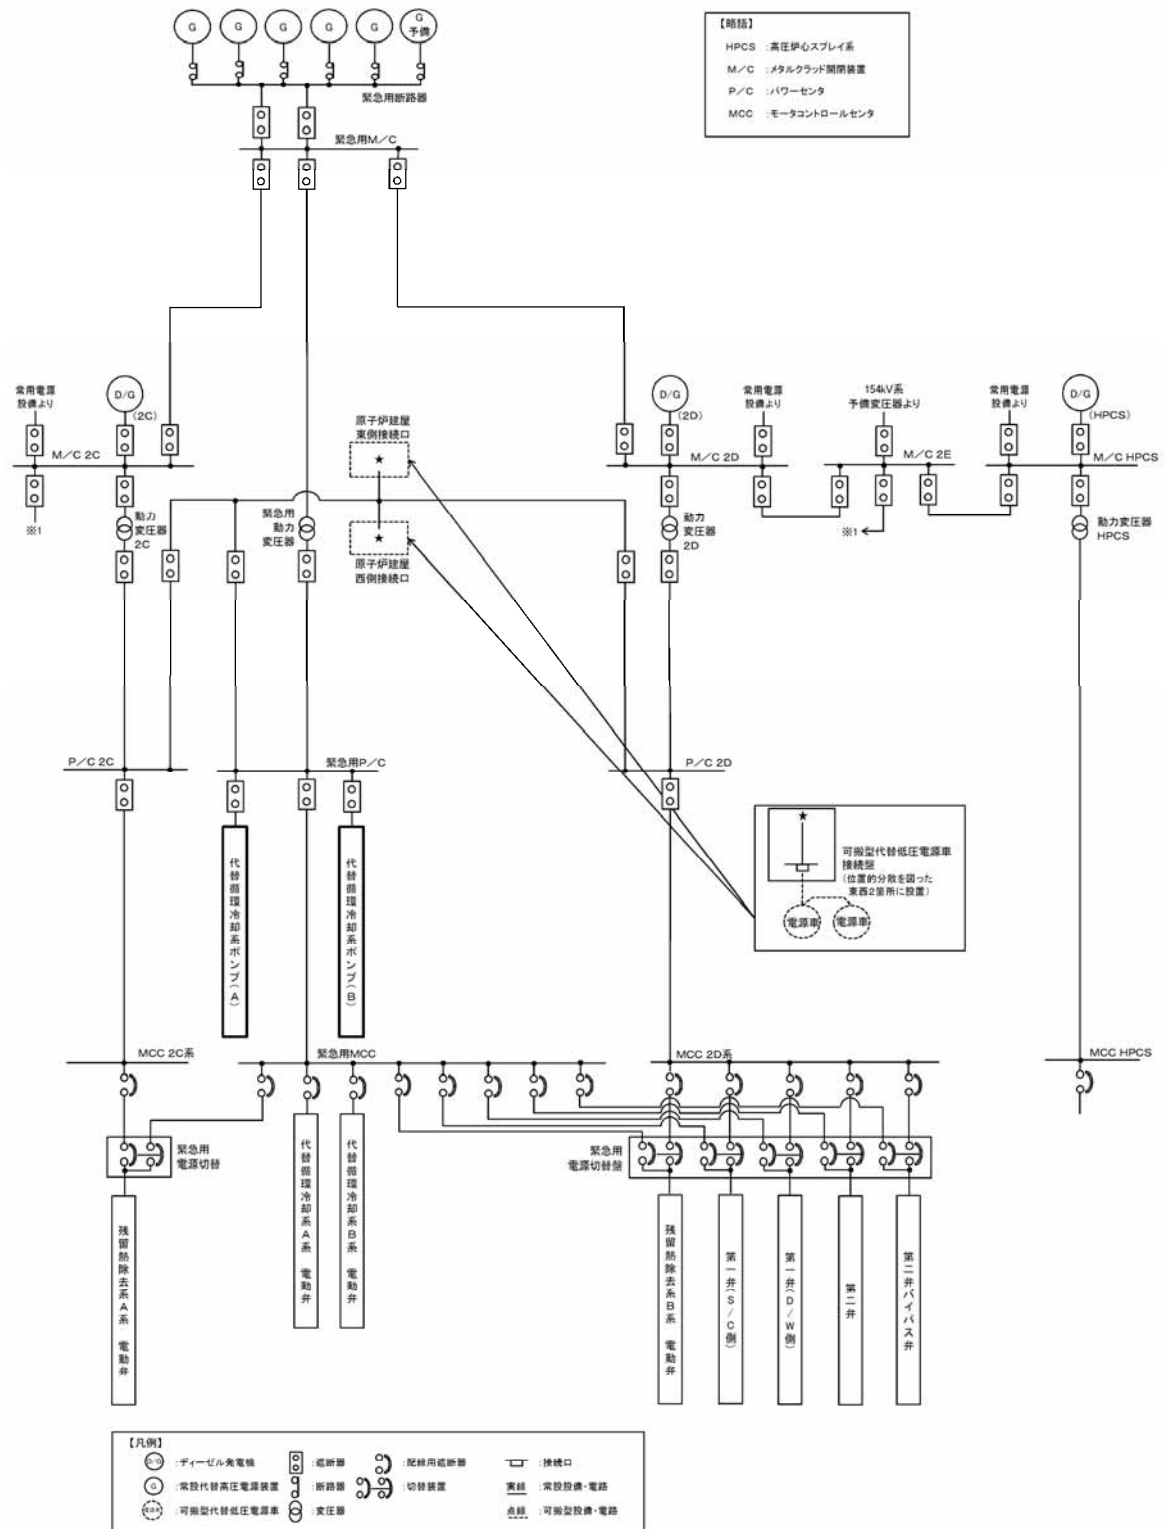 G
G
G
G
G
G
予備
緊急用断路器
緊急用M/C
【略語】
HPCS :高圧炉心スプレイ系
M/C :メタルクラッド開閉装置
P/C :パワーセンタ
MCC :モータコントロールセンタ
常用電源
設備より
D/G
(2C)
M/C 2C
※1
動力
変圧器
2C
緊急用
動力
変圧器
原子炉建屋
東側接続口
★
★
原子炉建屋
西側接続口
D/G
(2D)
M/C 2D
動力
変圧器
2D
常用電源
設備より
154kV系
予備変圧器より
M/C 2E
※1
常用電源
設備より
D/G
(HPCS)
M/C HPCS
動力変圧器
HPCS
P/C 2C
緊急用P/C
P/C 2D
代替循環冷却系ポンプ(A)
代替循環冷却系ポンプ(B)
★
可搬型代替低圧電源車
接続盤
(位置的分散を図った
東西2箇所に設置)
電源車
電源車
MCC 2C系
緊急用MCC
MCC 2D系
MCC HPCS
緊急用
電源切替
緊急用
電源切替盤
残留熱除去系A系 電動弁
代替循環冷却系A系 電動弁
代替循環冷却系B系 電動弁
残留熱除去系B系 電動弁
第一弁(S/C側)
第一弁(D/W側)
第二弁
第二弁バイパス弁
【凡例】
D/G :ディーゼル発電機
:遮断器
:配線用遮断器
:接続口
G :常設代替高圧電源装置
:断路器
:切替装置
実線 :常設設備・電路
電源車 :可搬型代替低圧電源車
:変圧器
点線 :可搬型設備・電路